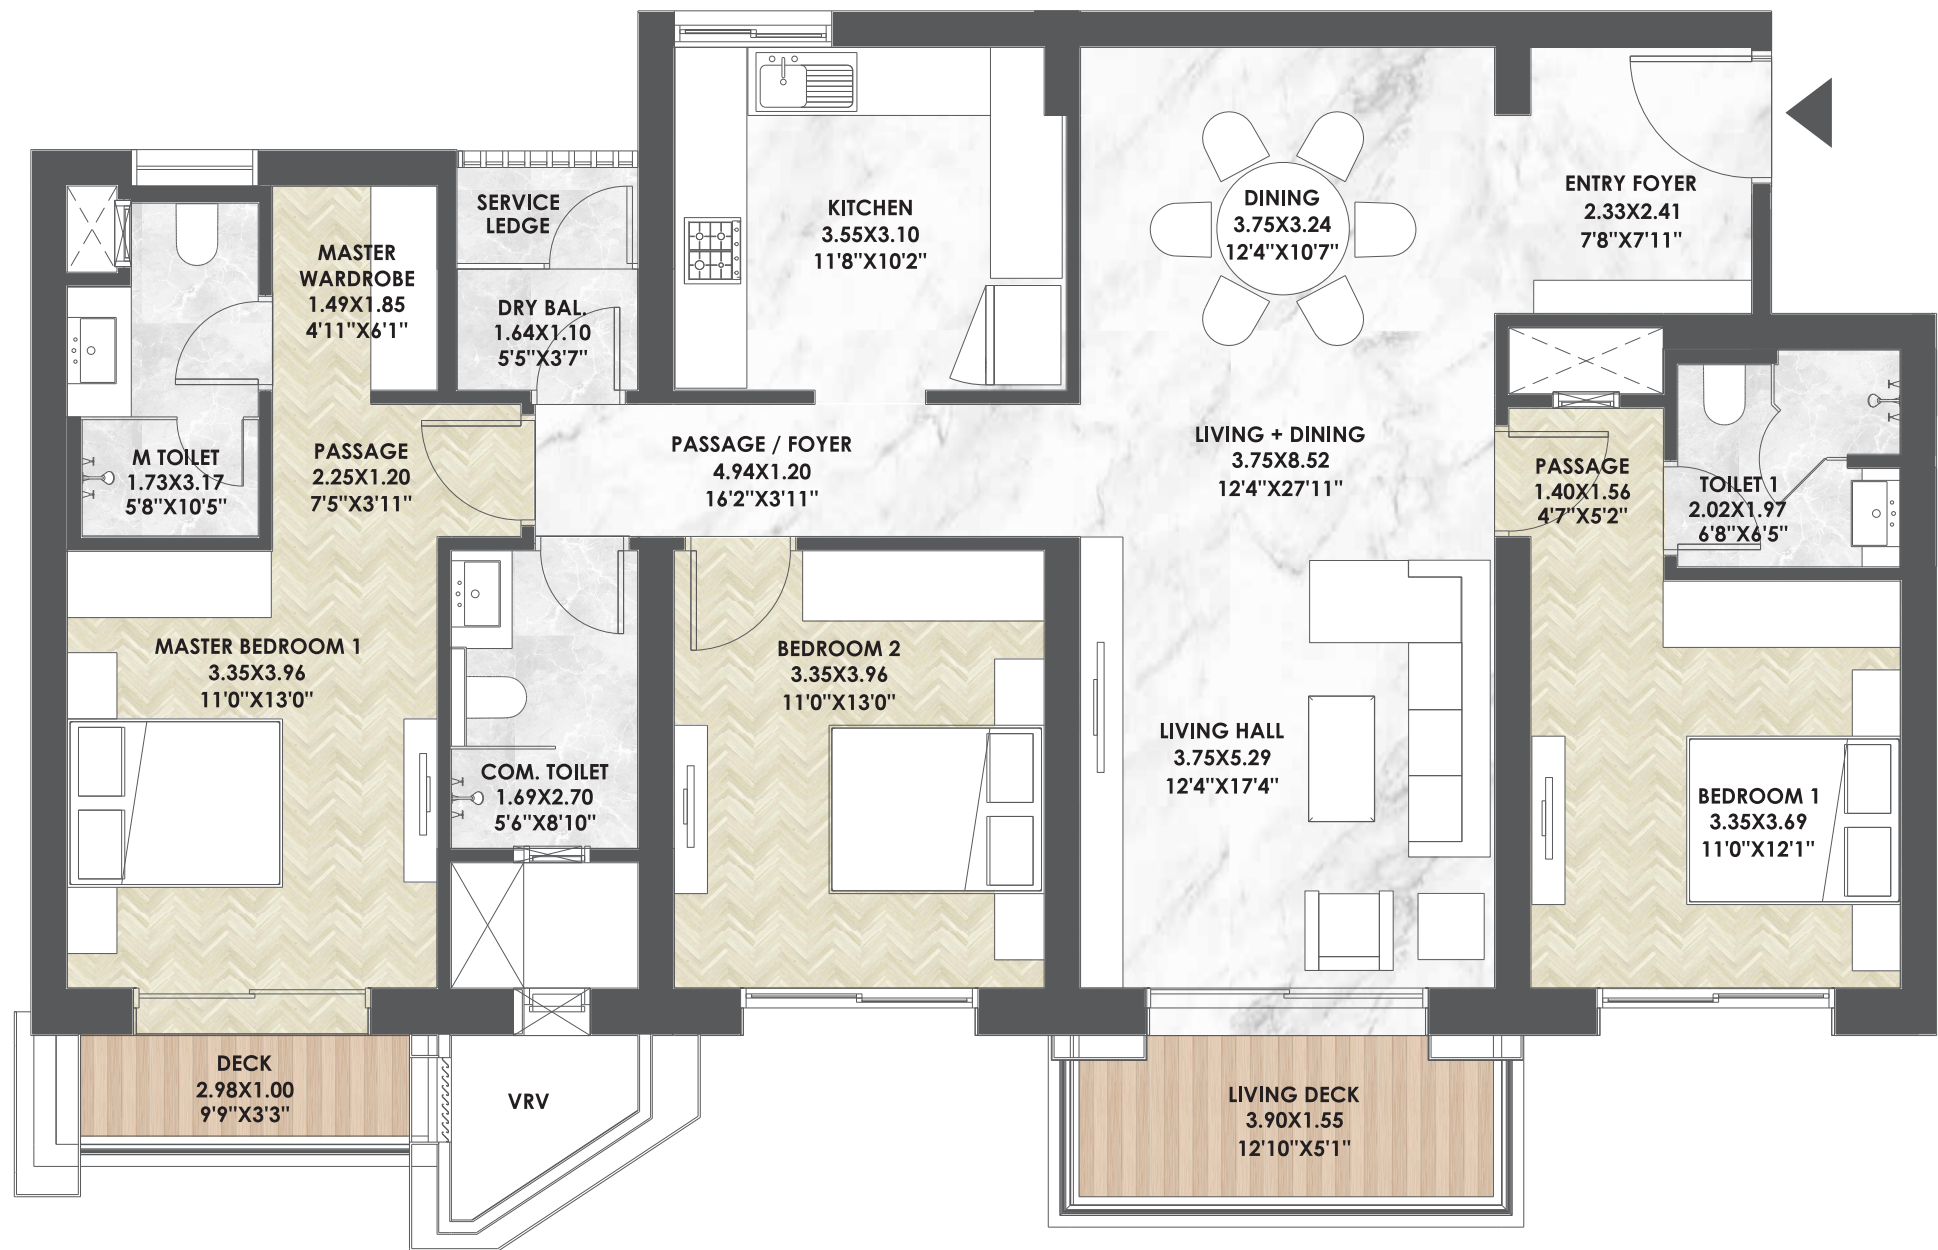 ENTRY FOYER
2.33X2.41
7'8"X7'11"
DINING
3.75X3.24
12'4"X10'7"
KITCHEN
3.55X3.10
11'8"X10'2"
SERVICE
LEDGE
DRY BAL.
1.64X1.10
5'5"X3'7"
MASTER
WARDROBE
1.49X1.85
4'11"X6'1"
M TOILET
1.73X3.17
5'8"X10'5"
PASSAGE
2.25X1.20
7'5"X3'11"
PASSAGE / FOYER
4.94X1.20
16'2"X3'11"
LIVING + DINING
3.75X8.52
12'4"X27'11"
PASSAGE
1.40X1.56
4'7"X5'2"
TOILET 1
2.02X1.97
6'8"X6'5"
MASTER BEDROOM 1
3.35X3.96
11'0"X13'0"
COM. TOILET
1.69X2.70
5'6"X8'10"
BEDROOM 2
3.35X3.96
11'0"X13'0"
LIVING HALL
3.75X5.29
12'4"X17'4"
BEDROOM 1
3.35X3.69
11'0"X12'1"
DECK
2.98X1.00
9'9"X3'3"
VRV
LIVING DECK
3.90X1.55
12'10"X5'1"